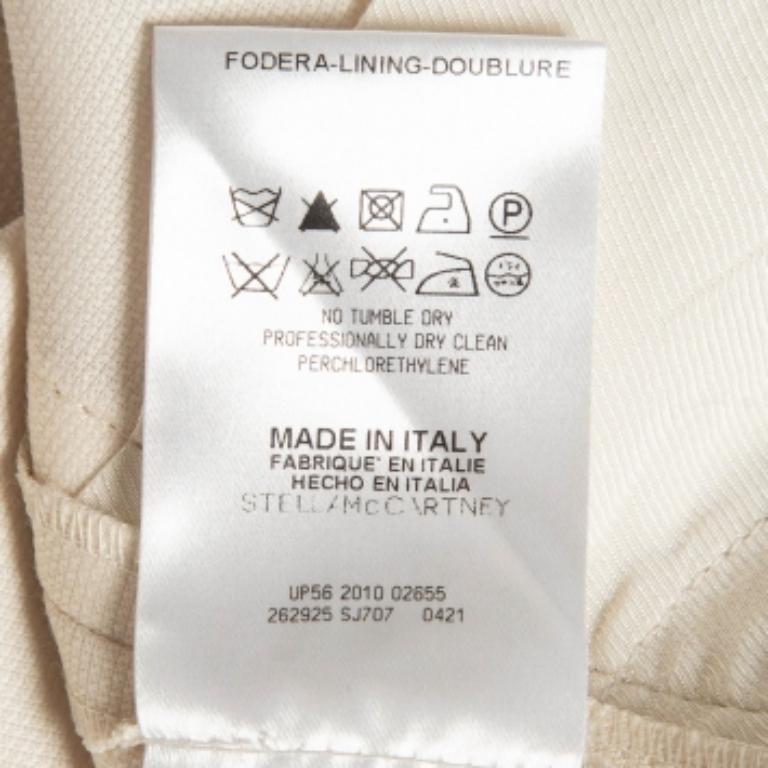 FODERA-LINING-DOUBLURE
P
NO TUMBLE DRY
PROFESSIONALLY DRY CLEAN
PERCHLORETHYLENE
MADE IN ITALY
FABRIQUE' EN ITALIE
HECHO EN ITALIA
STELLA McCARTNEY
UP56 2010 02655
262925 SJ707 0421